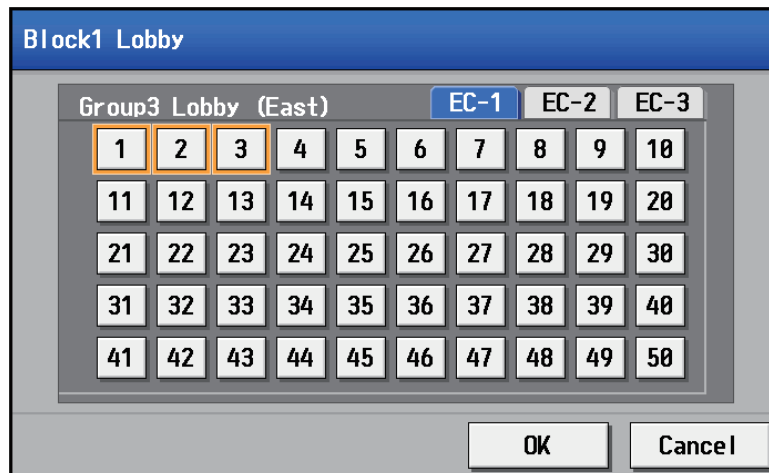 Block1 Lobby
Group3 Lobby (East) EC-1 EC-2 EC-3
1 2 3 4 5 6 7 8 9 10
11 12 13 14 15 16 17 18 19 20
21 22 23 24 25 26 27 28 29 30
31 32 33 34 35 36 37 38 39 40
41 42 43 44 45 46 47 48 49 50
OK Cancel